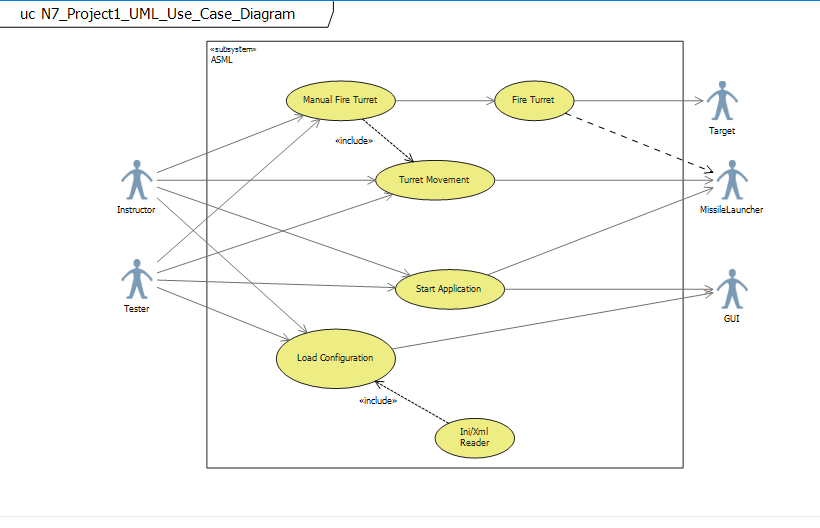 uc N7_Project1_UML_Use_Case_Diagram
«subsystem»
ASML
Manual Fire Turret
Fire Turret
Target
«include»
Instructor
Turret Movement
MissileLauncher
Tester
Start Application
GUI
Load Configuration
«include»
Ini/Xml
Reader